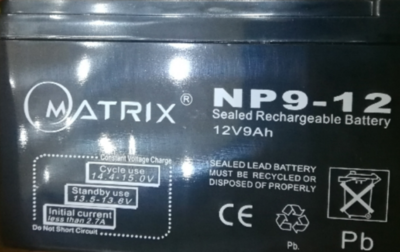 MATRIX®
NP9-12
Sealed Rechargeable Battery
12V9Ah
Constant Voltage Charge
Cycle use
14.4-15.0V
Standby use
13.5-13.8V
Initial current
less than 2.7A
Do Not Short Circuit
SEALED LEAD BATTERY
MUST BE RECYCLED OR
DISPOSED OF PROPERLY
CE
Pb.
Pb